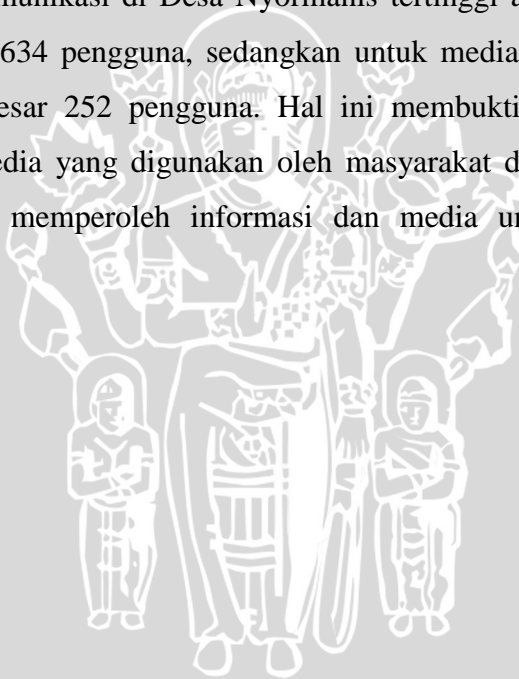 munikasi di Desa Nyormanis tertinggi a
634 pengguna, sedangkan untuk media
esar 252 pengguna. Hal ini membukti
edia yang digunakan oleh masyarakat d
memperoleh informasi dan media un